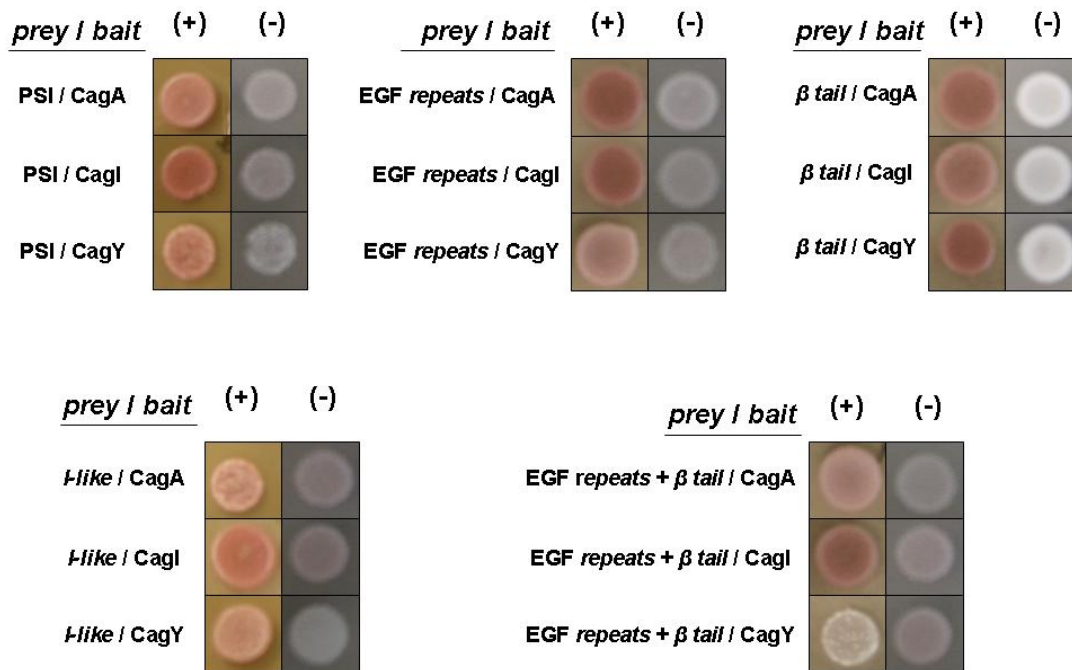 prey / bait (+) (-)
PSI / CagA
PSI / CagI
PSI / CagY
prey / bait (+) (-)
EGF repeats / CagA
EGF repeats / CagI
EGF repeats / CagY
prey / bait (+) (-)
β tail / CagA
β tail / CagI
β tail / CagY
prey / bait (+) (-)
I-like / CagA
I-like / CagI
I-like / CagY
prey / bait (+) (-)
EGF repeats + β tail / CagA
EGF repeats + β tail / CagI
EGF repeats + β tail / CagY